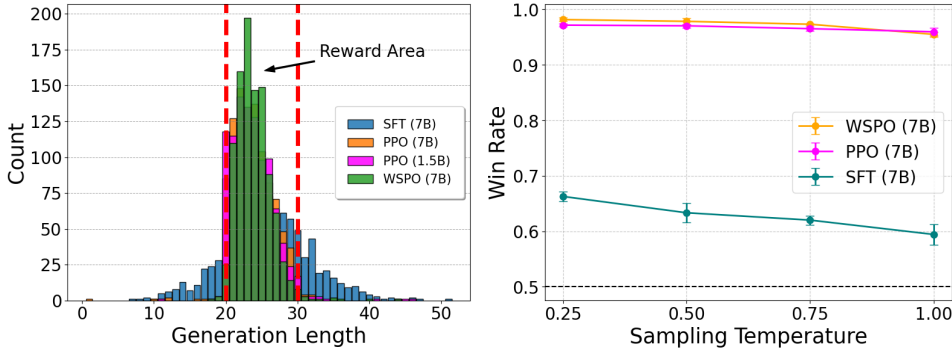 200
175
150
125
100
75
50
25
0
Count
Reward Area
SFT (7B)
PPO (7B)
PPO (1.5B)
WSPO (7B)
0 10 20 30 40 50
Generation Length
1.0
0.9
0.8
0.7
0.6
0.5
Win Rate
WSPO (7B)
PPO (7B)
SFT (7B)
0.25 0.50 0.75 1.00
Sampling Temperature